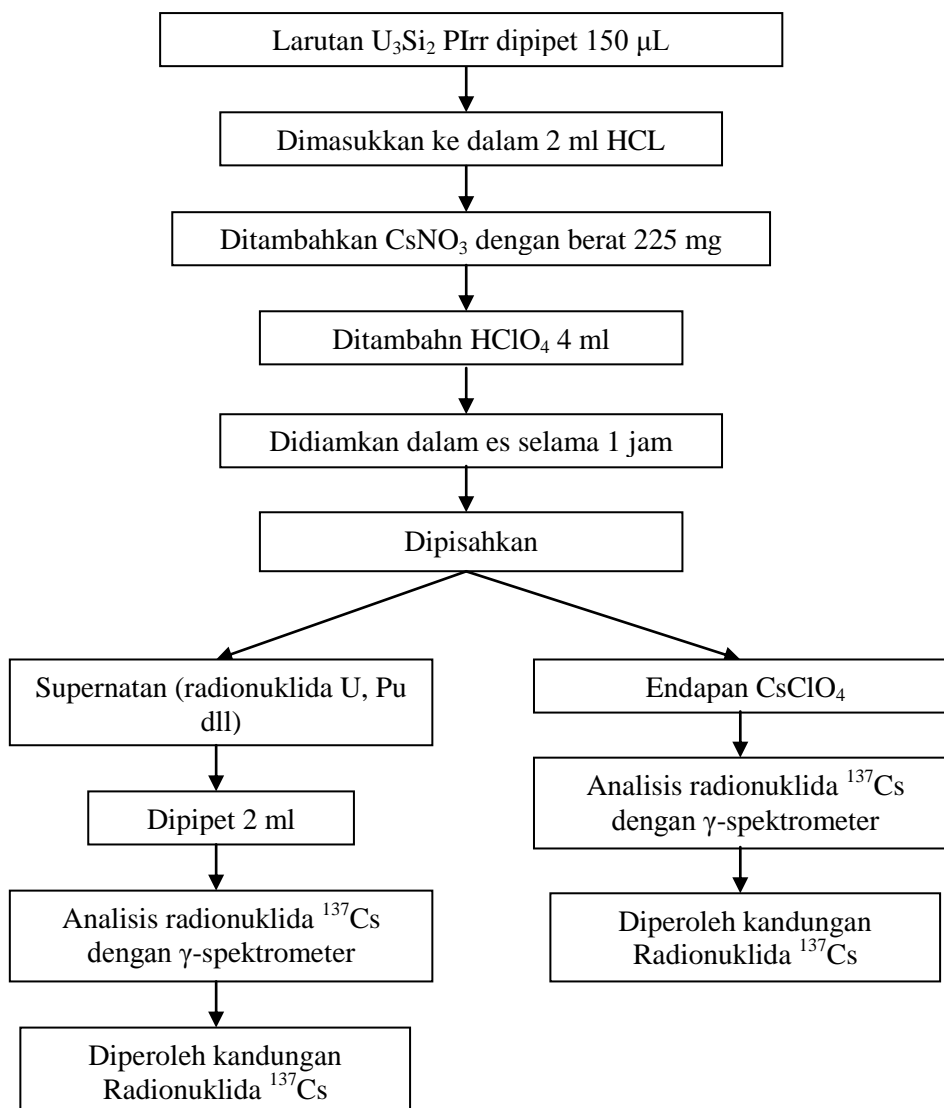 Larutan U₃Si₂ PIrr dipipet 150 μL
Dimasukkan ke dalam 2 ml HCL
Ditambahkan CsNO₃ dengan berat 225 mg
Ditambahn HClO₄ 4 ml
Didiamkan dalam es selama 1 jam
Dipisahkan
Supernatan (radionuklida U, Pu
dll)
Dipipet 2 ml
Analisis radionuklida ¹³⁷Cs
dengan γ-spektrometer
Diperoleh kandungan
Radionuklida ¹³⁷Cs
Endapan CsClO₄
Analisis radionuklida ¹³⁷Cs
dengan γ-spektrometer
Diperoleh kandungan
Radionuklida ¹³⁷Cs